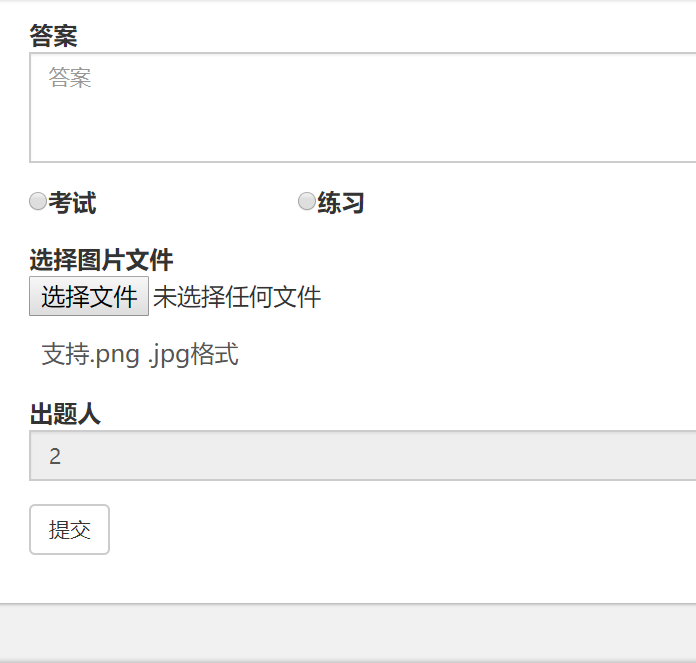 答案
答案
考试 练习
选择图片文件
选择文件 未选择任何文件
支持.png .jpg格式
出题人
2
提交